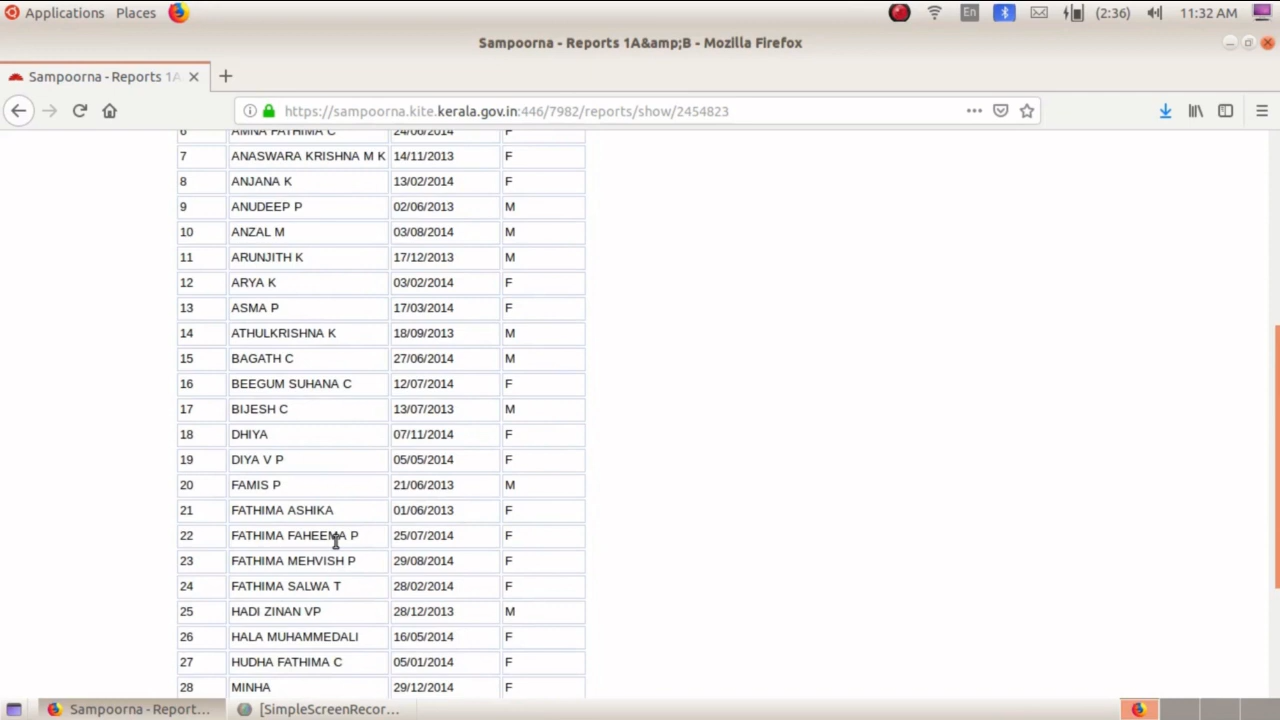 Applications Places En (2:36) 11:32 AM
Sampoorna - Reports 1A&amp;B - Mozilla Firefox
Sampoorna - Reports 1A
https://sampoorna.kite.kerala.gov.in:446/7982/reports/show/2454823
6 AMNA FATHIMA C 24/06/2014 F
7 ANASWARA KRISHNA M K 14/11/2013 F
8 ANJANA K 13/02/2014 F
9 ANUDEEP P 02/06/2013 M
10 ANZAL M 03/08/2014 M
11 ARUNJITH K 17/12/2013 M
12 ARYA K 03/02/2014 F
13 ASMA P 17/03/2014 F
14 ATHULKRISHNA K 18/09/2013 M
15 BAGATH C 27/06/2014 M
16 BEEGUM SUHANA C 12/07/2014 F
17 BIJESH C 13/07/2013 M
18 DHIYA 07/11/2014 F
19 DIYA V P 05/05/2014 F
20 FAMIS P 21/06/2013 M
21 FATHIMA ASHIKA 01/06/2013 F
22 FATHIMA FAHEEMA P 25/07/2014 F
23 FATHIMA MEHVISH P 29/08/2014 F
24 FATHIMA SALWA T 28/02/2014 F
25 HADI ZINAN VP 28/12/2013 M
26 HALA MUHAMMEDALI 16/05/2014 F
27 HUDHA FATHIMA C 05/01/2014 F
28 MINHA 29/12/2014 F
Sampoorna - Report... [SimpleScreenRecor...